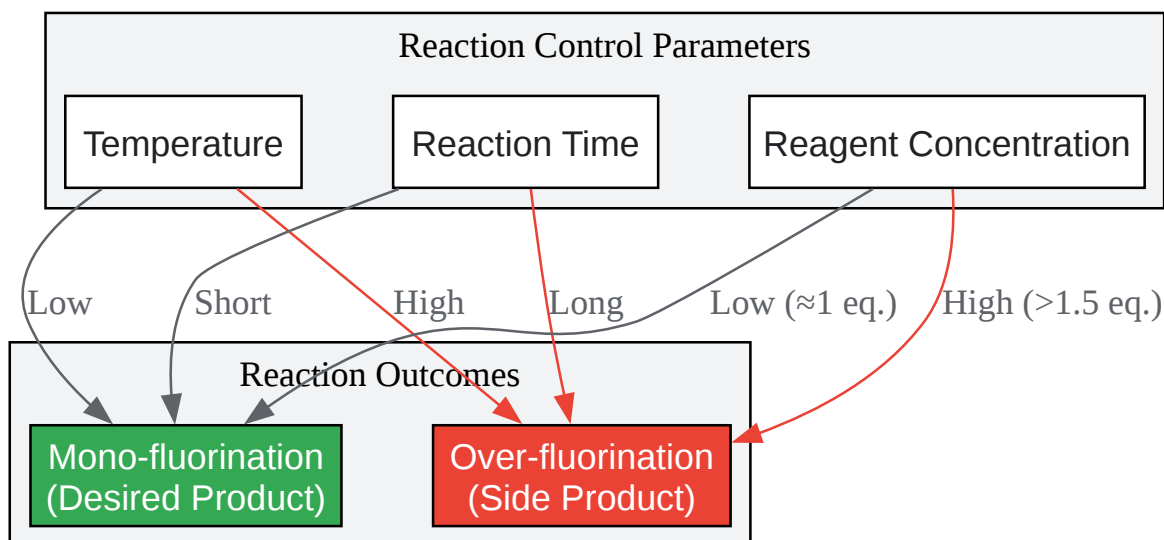 Reaction Control Parameters
Temperature
Reaction Time
Reagent Concentration
Low
Short
High
Long
Low (≈1 eq.)
High (>1.5 eq.)
Reaction Outcomes
Mono-fluorination
(Desired Product)
Over-fluorination
(Side Product)